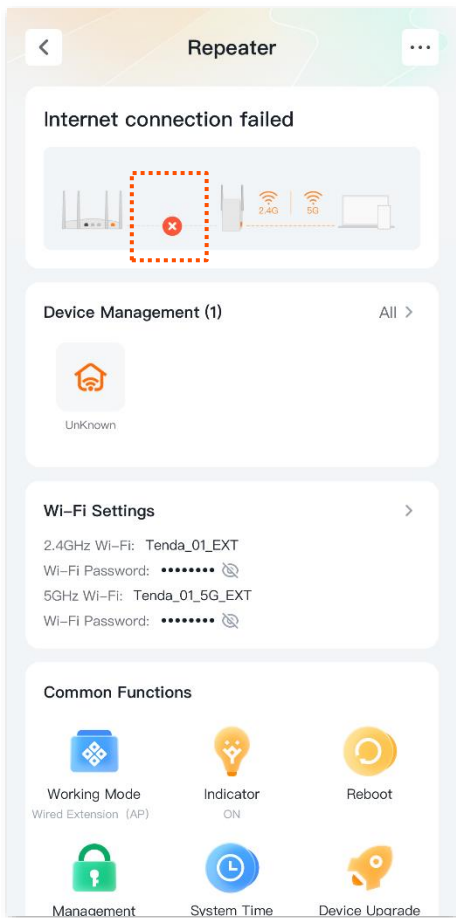 Repeater
Internet connection failed
2.4G 5G
Device Management (1) All
UnKnown
Wi-Fi Settings
2.4GHz Wi-Fi: Tenda_01_EXT
Wi-Fi Password: ••••••••
5GHz Wi-Fi: Tenda_01_5G_EXT
Wi-Fi Password: ••••••••
Common Functions
Working Mode Indicator Reboot
Wired Extension (AP) ON
Management System Time Device Upgrade